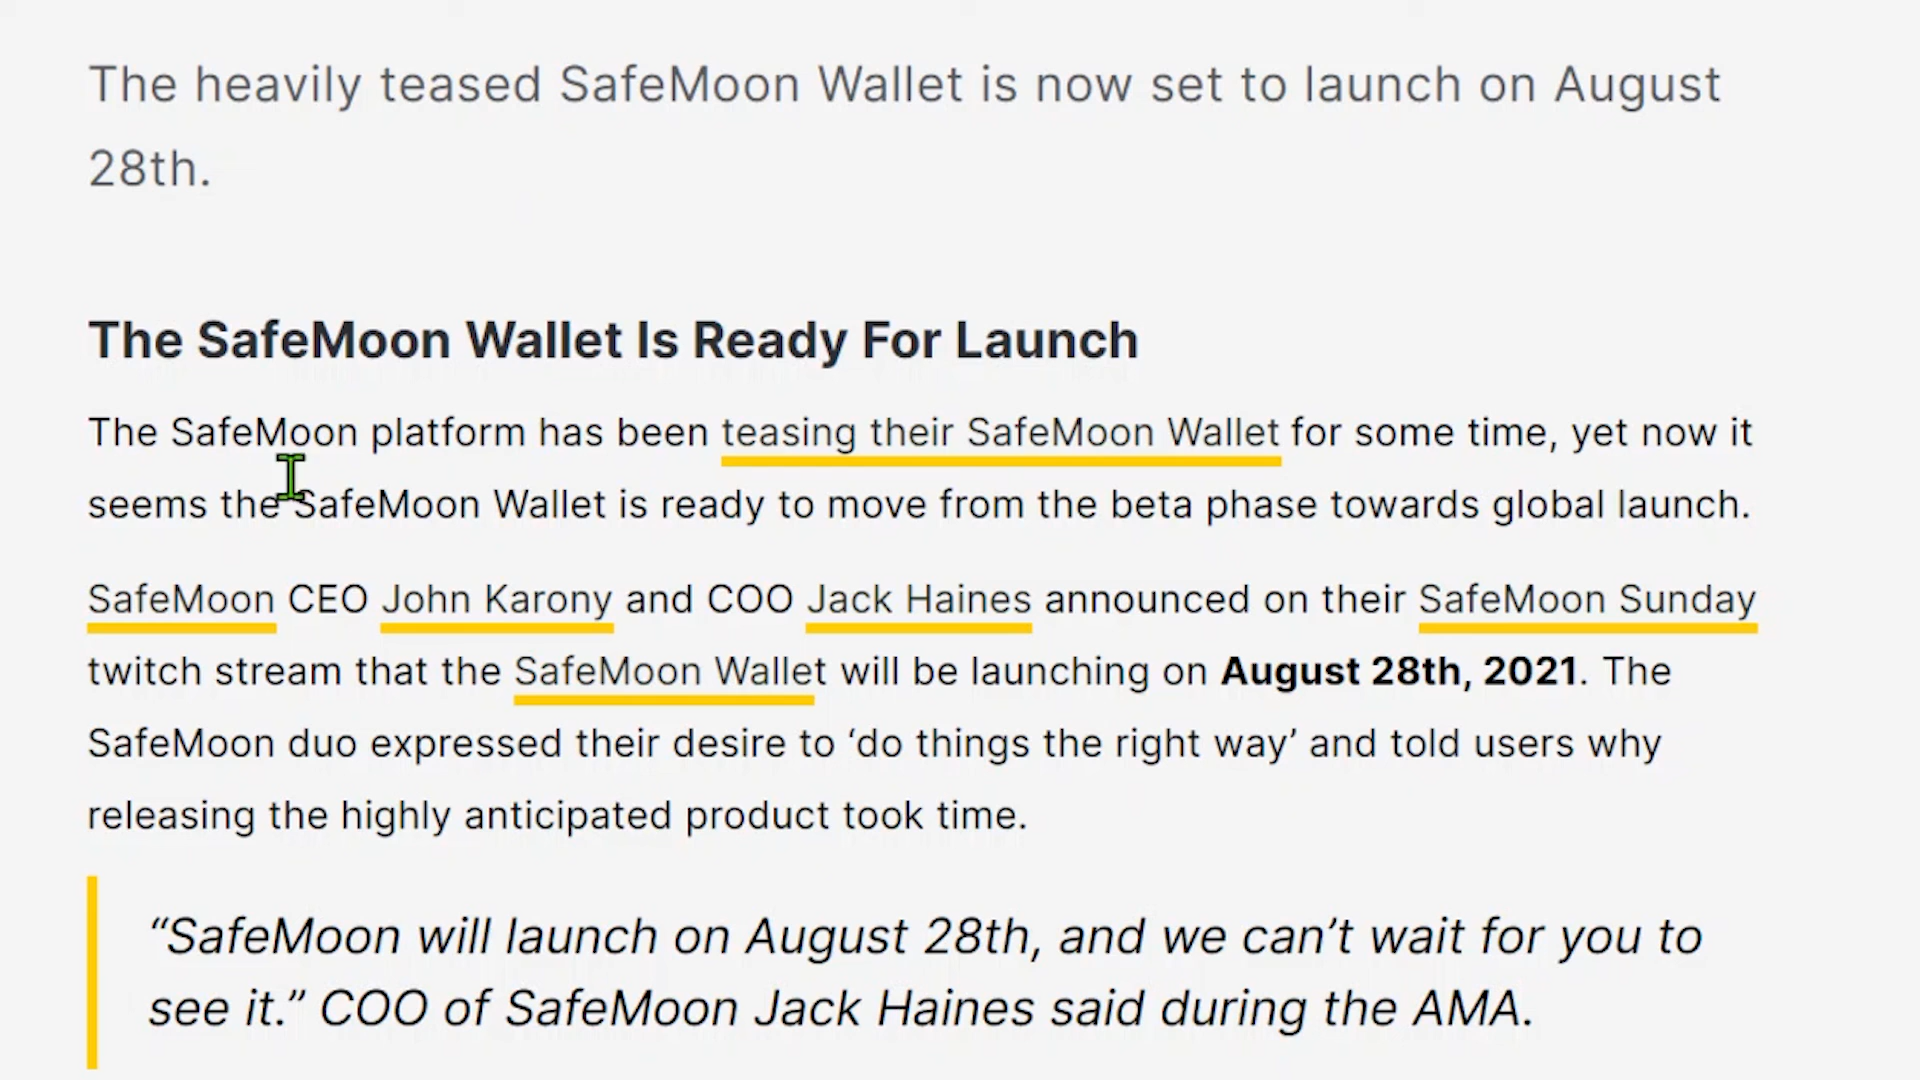 The heavily teased SafeMoon Wallet is now set to launch on August
28th.
The SafeMoon Wallet Is Ready For Launch
The SafeMoon platform has been teasing their SafeMoon Wallet for some time, yet now it
seems the SafeMoon Wallet is ready to move from the beta phase towards global launch.
SafeMoon CEO John Karony and COO Jack Haines announced on their SafeMoon Sunday
twitch stream that the SafeMoon Wallet will be launching on August 28th, 2021. The
SafeMoon duo expressed their desire to ‘do things the right way’ and told users why
releasing the highly anticipated product took time.
“SafeMoon will launch on August 28th, and we can’t wait for you to
see it.” COO of SafeMoon Jack Haines said during the AMA.